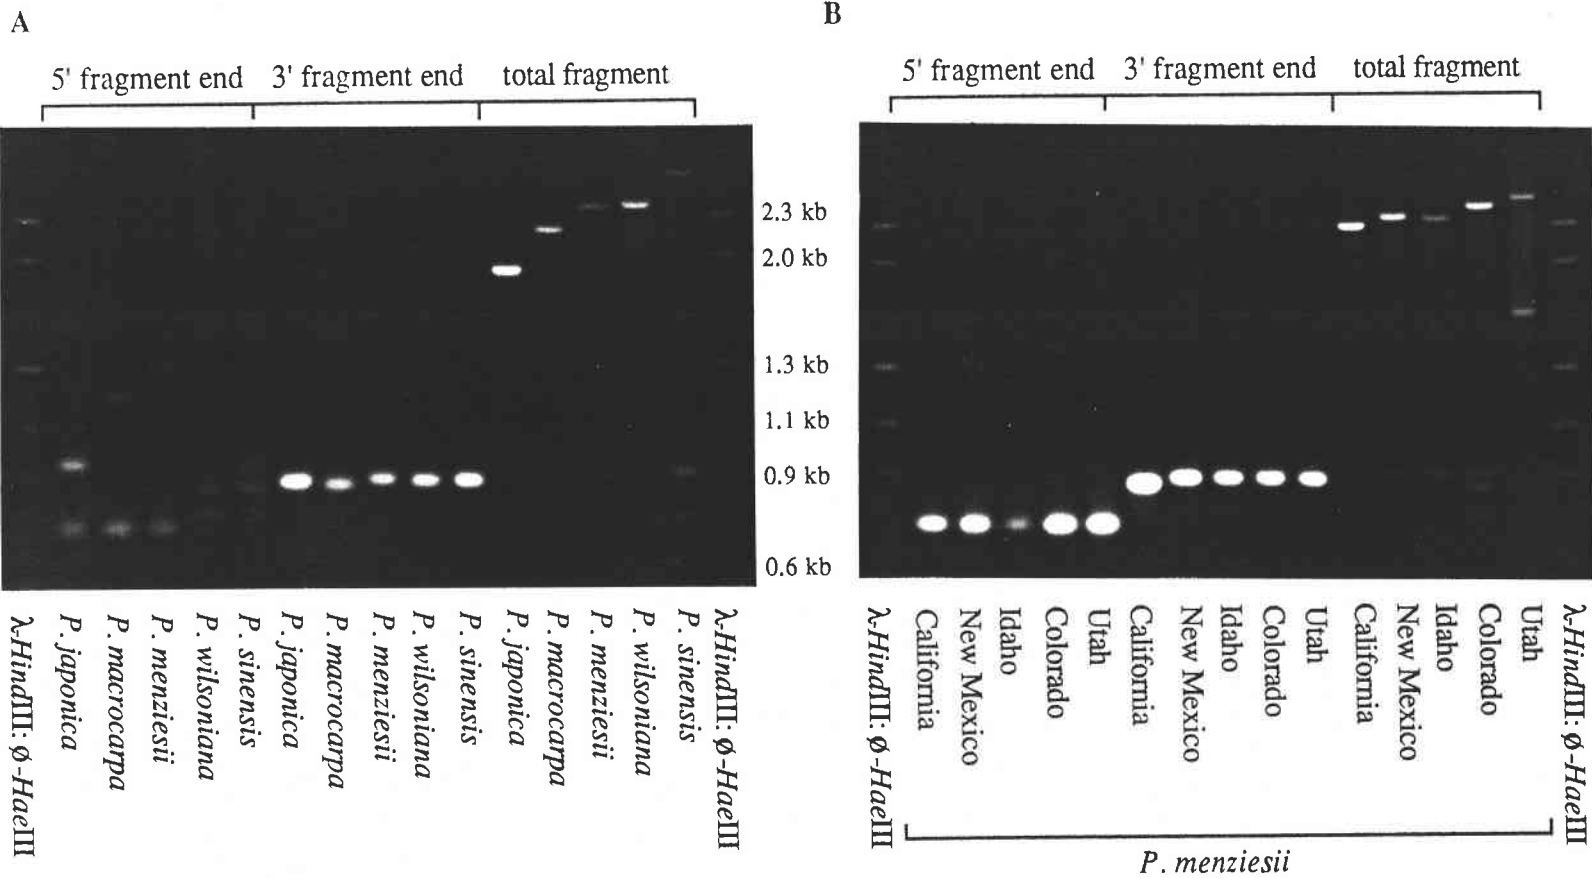 A
B
5' fragment end 3' fragment end total fragment
5' fragment end 3' fragment end total fragment
2.3 kb
2.0 kb
1.3 kb
1.1 kb
0.9 kb
0.6 kb
λ-HindIII: ø-HaeIII
P. japonica
P. macrocarpa
P. menziesii
P. wilsoniana
P. sinensis
P. japonica
P. macrocarpa
P. menziesii
P. wilsoniana
P. sinensis
P. japonica
P. macrocarpa
P. menziesii
P. wilsoniana
P. sinensis
λ-HindIII: ø-HaeIII
λ-HindIII: ø-HaeIII
California
New Mexico
Idaho
Colorado
Utah
California
New Mexico
Idaho
Colorado
Utah
California
New Mexico
Idaho
Colorado
Utah
λ-HindIII: ø-HaeIII
P. menziesii